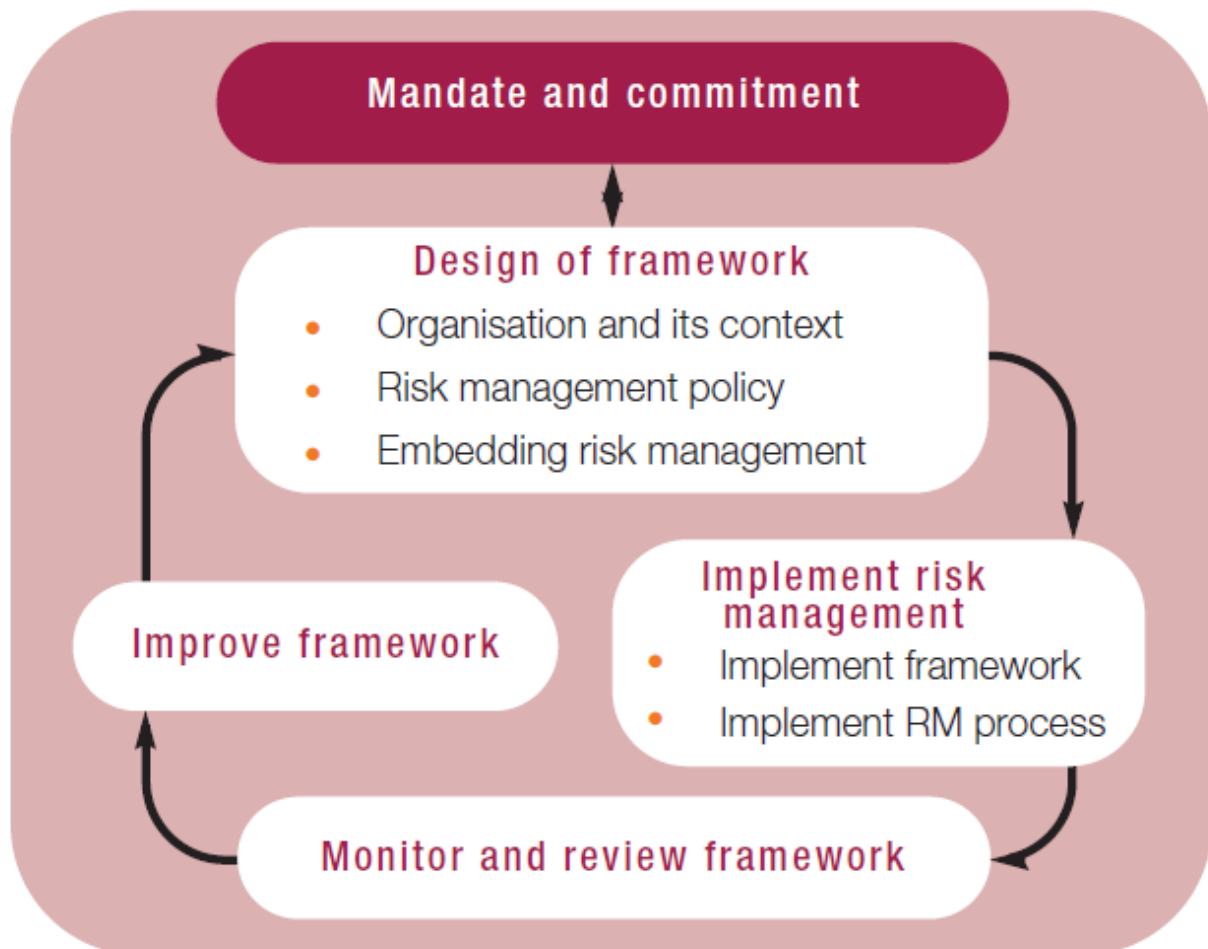 Mandate and commitment
Design of framework
• Organisation and its context
• Risk management policy
• Embedding risk management
Implement risk
management
• Implement framework
• Implement RM process
Improve framework
Monitor and review framework